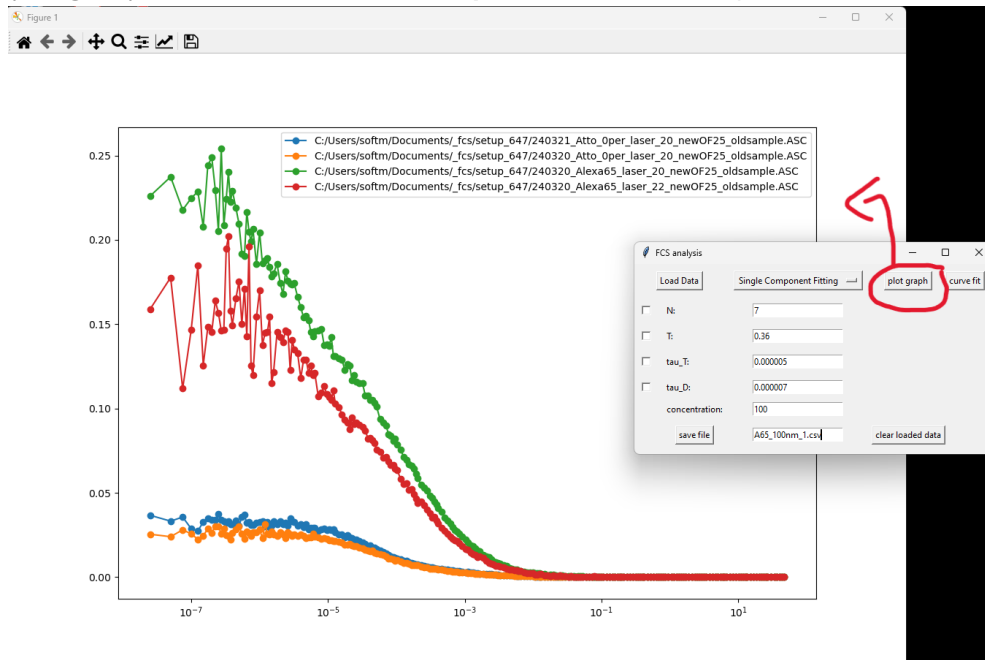 Figure 1
C:/Users/softm/Documents/_fcs/setup_647/240321_Atto_0per_laser_20_newOF25_oldsample.ASC
C:/Users/softm/Documents/_fcs/setup_647/240320_Atto_0per_laser_20_newOF25_oldsample.ASC
C:/Users/softm/Documents/_fcs/setup_647/240320_Alexa65_laser_20_newOF25_oldsample.ASC
C:/Users/softm/Documents/_fcs/setup_647/240320_Alexa65_laser_22_newOF25_oldsample.ASC
0.25
0.20
0.15
0.10
0.05
0.00
10⁻⁷ 10⁻⁵ 10⁻³ 10⁻¹ 10¹
FCS analysis
Load Data Single Component Fitting plot graph curve fit
N: 7
T: 0.36
tau_T: 0.000005
tau_D: 0.000007
concentration: 100
save file A65_100nm_1.csv clear loaded data